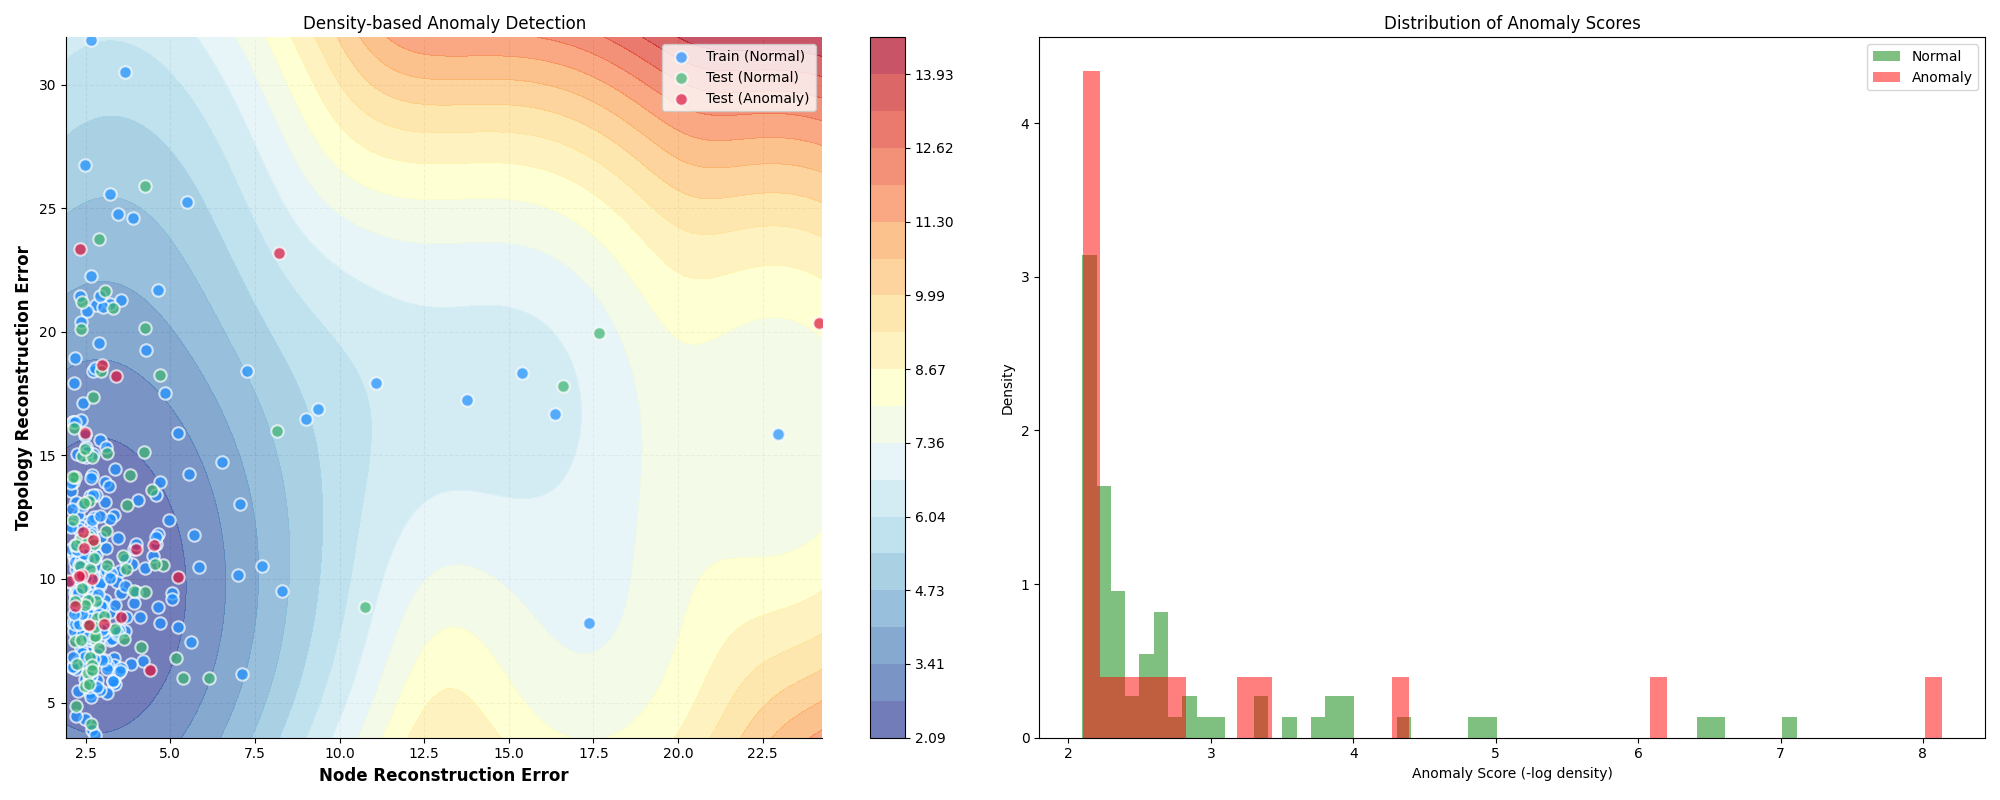 Density-based Anomaly Detection
Train (Normal)
Test (Normal)
Test (Anomaly)
Topology Reconstruction Error
30
25
20
15
10
5
2.5 5.0 7.5 10.0 12.5 15.0 17.5 20.0 22.5
Node Reconstruction Error
13.93
12.62
11.30
9.99
8.67
7.36
6.04
4.73
3.41
2.09
Distribution of Anomaly Scores
Normal
Anomaly
Density
4
3
2
1
0
2 3 4 5 6 7 8
Anomaly Score (-log density)